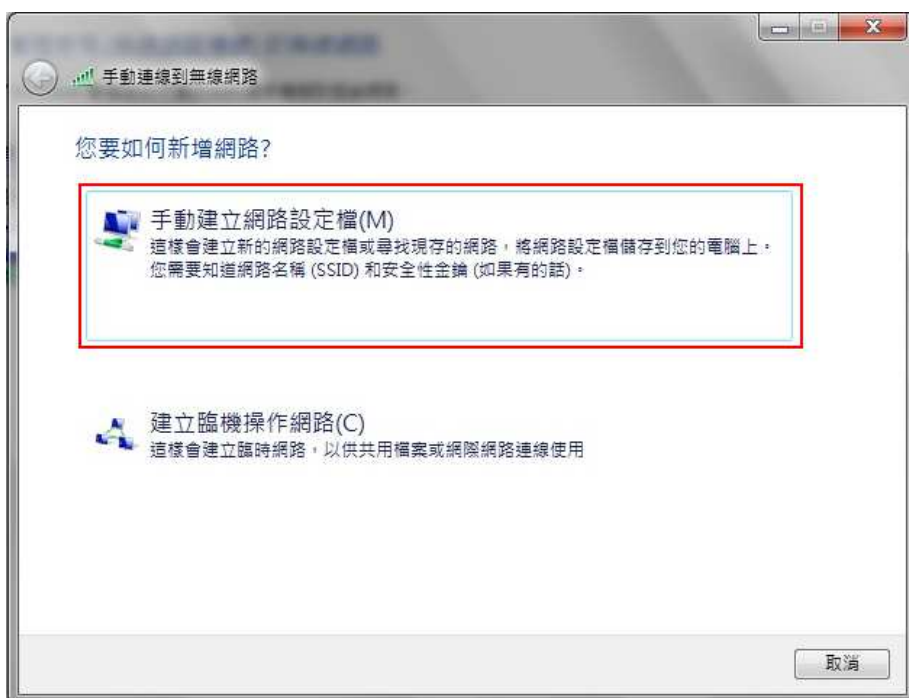 手動連線到無線網路
您要如何新增網路?
手動建立網路設定檔(M)
這樣會建立新的網路設定檔或尋找現存的網路，將網路設定檔儲存到您的電腦上。
您需要知道網路名稱 (SSID) 和安全性金鑰 (如果有的話)。
建立臨機操作網路(C)
這樣會建立臨時網路，以供共用檔案或網際網路連線使用
取消